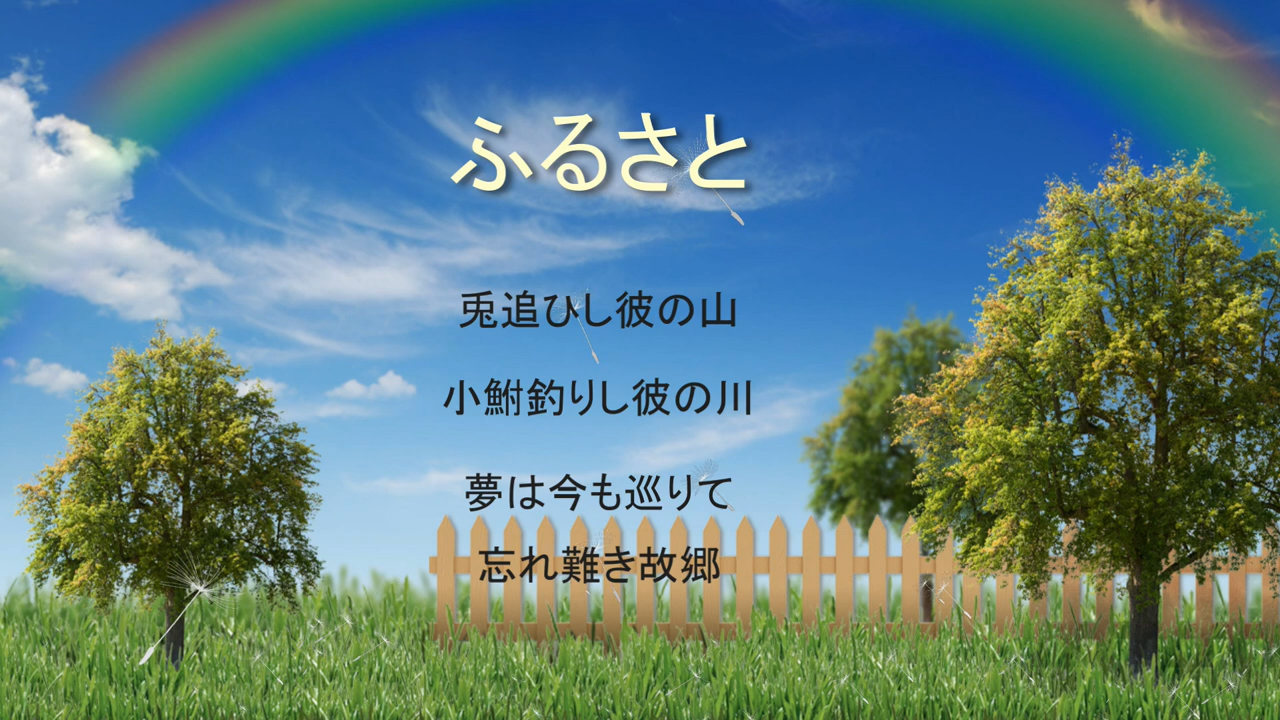 ふるさと
兎追ひし彼の山
小鮒釣りし彼の川
夢は今も巡りて
忘れ難き故郷